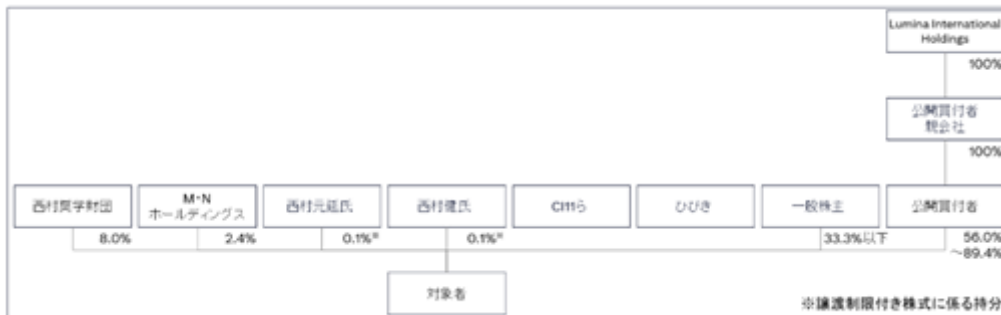 Lumina International
Holdings
100%
公開買付者
親会社
100%
西村奨学財団
M・N
ホールディングス
西村元延氏
西村健氏
CI11ら
ひびき
一般株主
公開買付者
8.0%
2.4%
0.1%※
0.1%※
33.3%以下
56.0%
～89.4%
対象者
※譲渡制限付き株式に係る持分